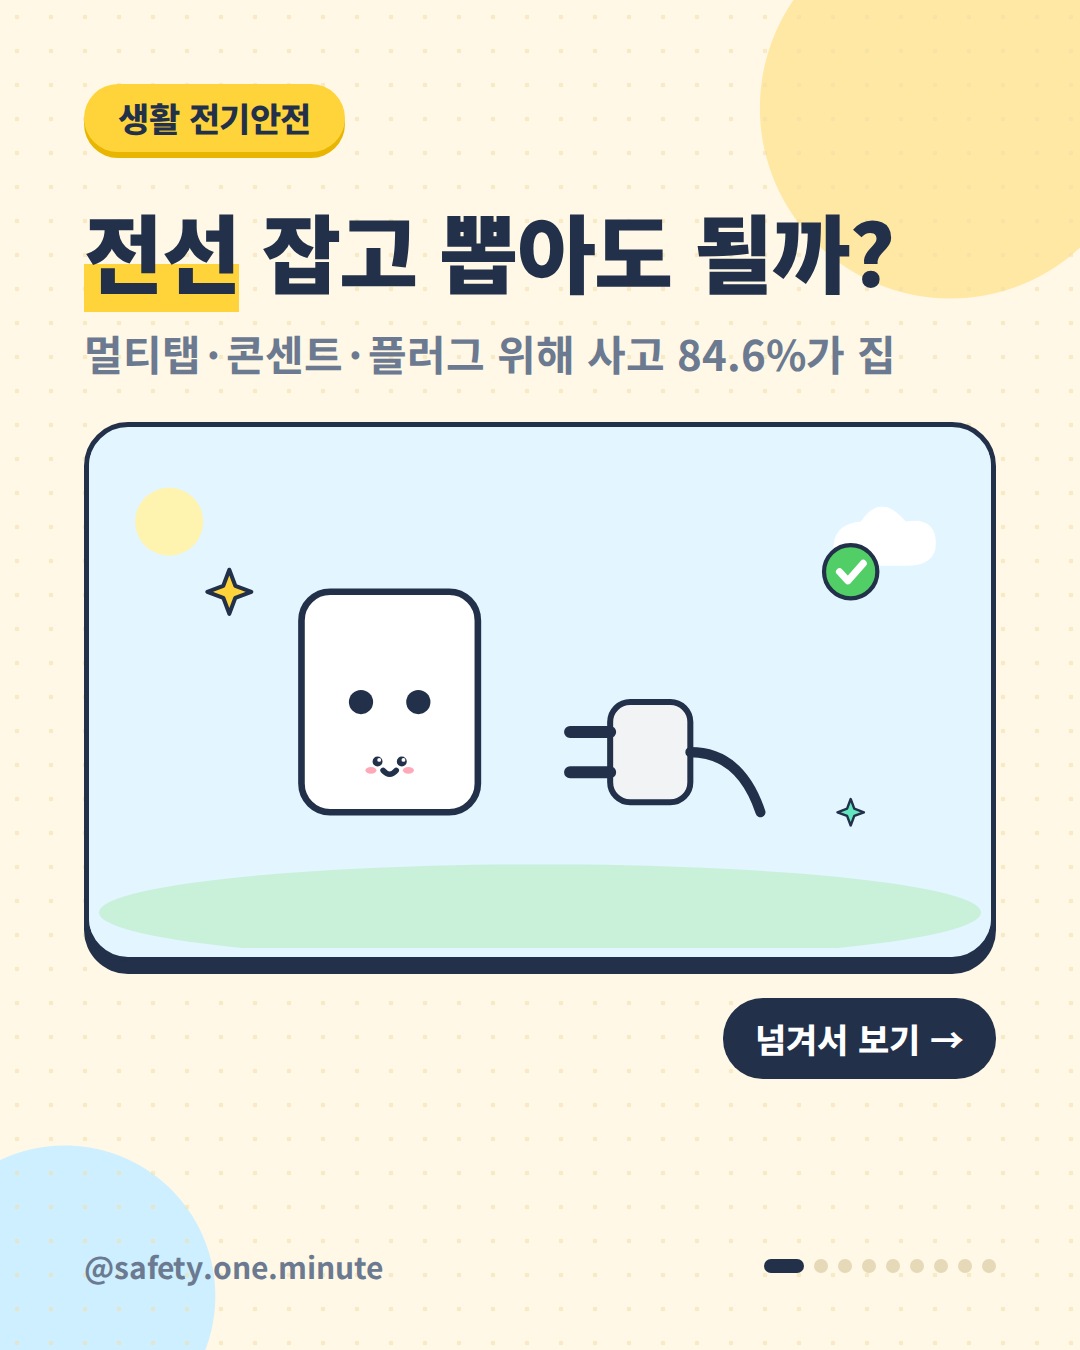 생활 전기안전
전선 잡고 뽑아도 될까?
멀티탭·콘센트·플러그 위해 사고 84.6%가 집
넘겨서 보기 →
@safety.one.minute